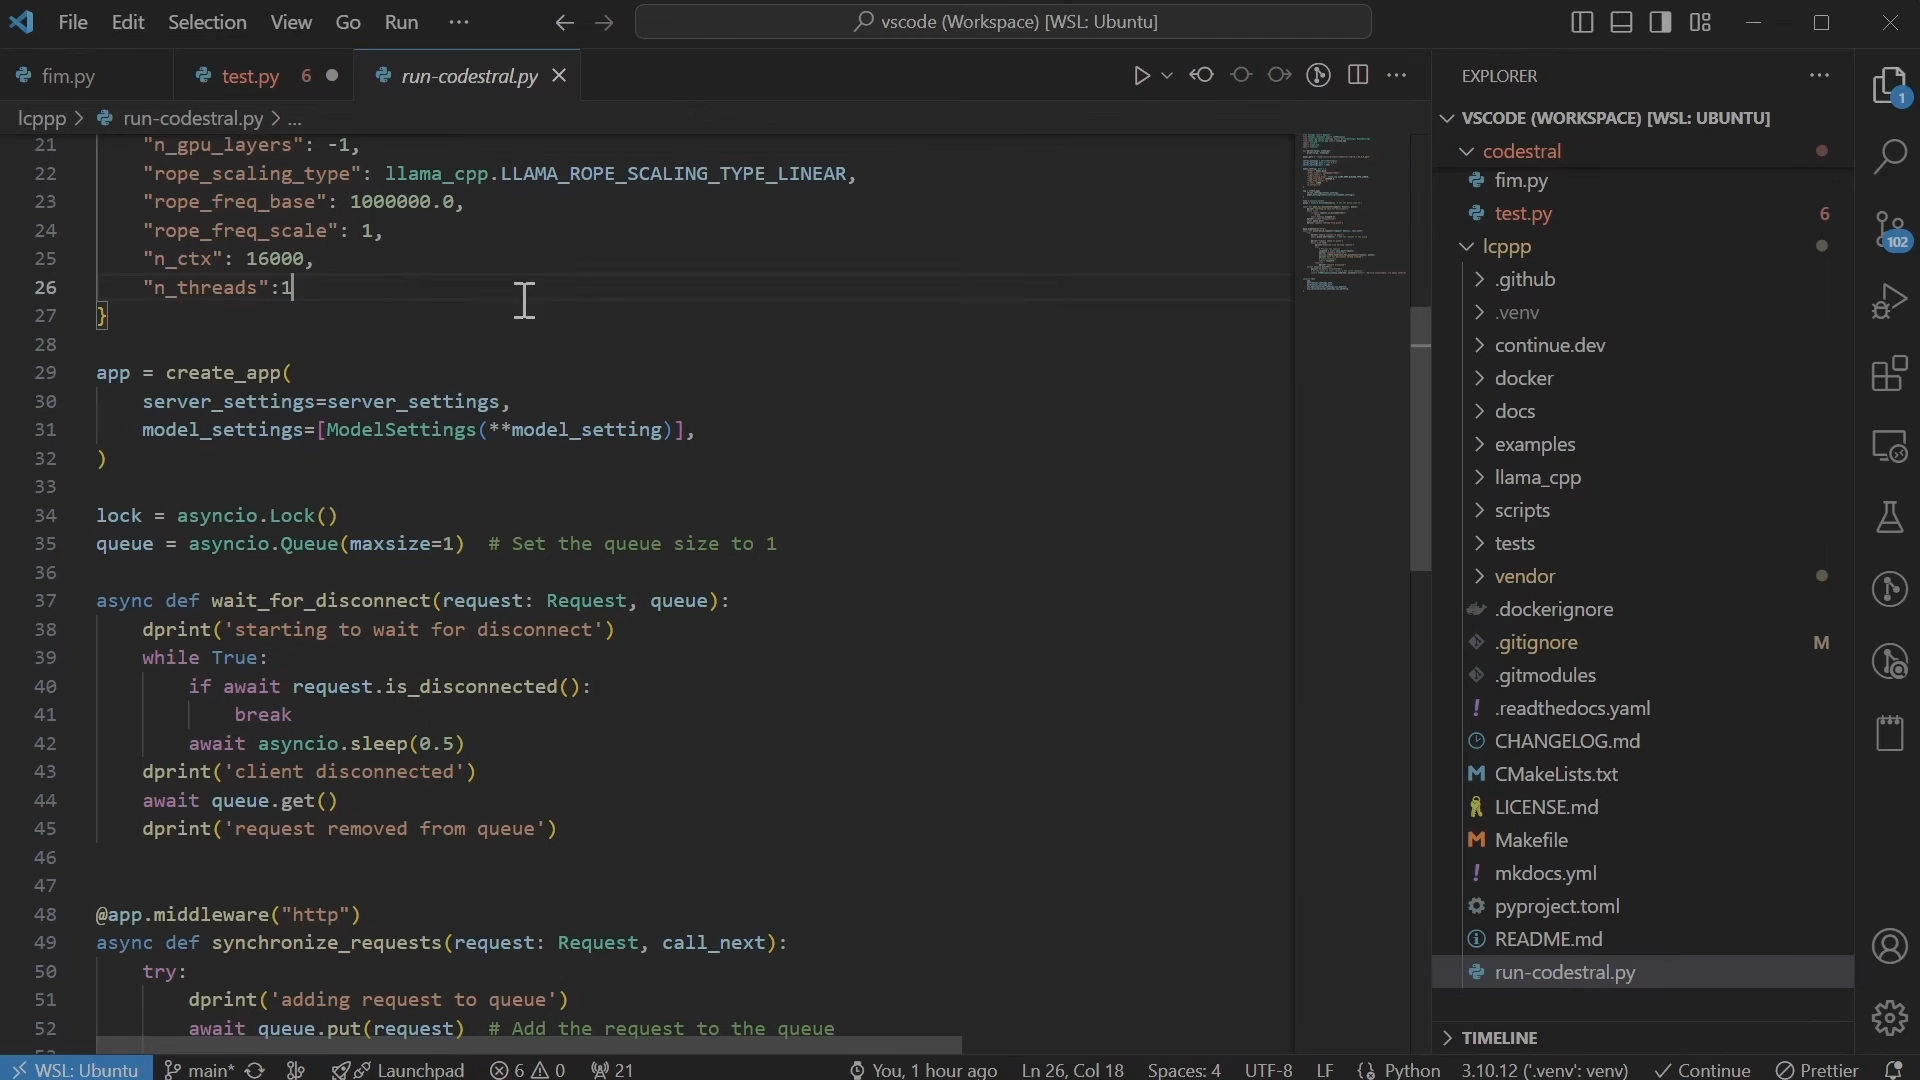 File Edit Selection View Go Run ···
vscode (Workspace) [WSL: Ubuntu]
fim.py
test.py 6
run-codestral.py
lcppp > run-codestral.py > ...
21 "n_gpu_layers": -1,
22 "rope_scaling_type": llama_cpp.LLAMA_ROPE_SCALING_TYPE_LINEAR,
23 "rope_freq_base": 1000000.0,
24 "rope_freq_scale": 1,
25 "n_ctx": 16000,
26 "n_threads":1
27 }
28
29 app = create_app(
30 server_settings=server_settings,
31 model_settings=[ModelSettings(**model_setting)],
32 )
33
34 lock = asyncio.Lock()
35 queue = asyncio.Queue(maxsize=1)  # Set the queue size to 1
36
37 async def wait_for_disconnect(request: Request, queue):
38 dprint('starting to wait for disconnect')
39 while True:
40 if await request.is_disconnected():
41 break
42 await asyncio.sleep(0.5)
43 dprint('client disconnected')
44 await queue.get()
45 dprint('request removed from queue')
46
47
48 @app.middleware("http")
49 async def synchronize_requests(request: Request, call_next):
50 try:
51 dprint('adding request to queue')
52 await queue.put(request)  # Add the request to the queue
EXPLORER
VSCODE (WORKSPACE) [WSL: UBUNTU]
codestral
fim.py
test.py 6
lcppp
.github
.venv
continue.dev
docker
docs
examples
llama_cpp
scripts
tests
vendor
.dockerignore
.gitignore M
.gitmodules
.readthedocs.yaml
CHANGELOG.md
CMakeLists.txt
LICENSE.md
Makefile
mkdocs.yml
pyproject.toml
README.md
run-codestral.py
TIMELINE
1
102
WSL: Ubuntu main* Launchpad 6 0 21 You, 1 hour ago Ln 26, Col 18 Spaces: 4 UTF-8 LF Python 3.10.12 ('.venv': venv) Continue Prettier